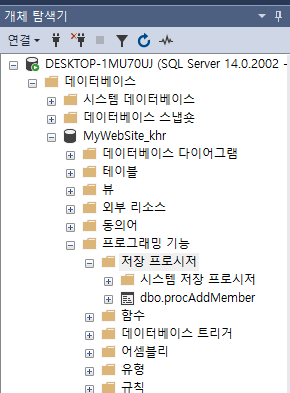 개체 탐색기
연결
DESKTOP-1MU70UJ (SQL Server 14.0.2002 -
데이터베이스
시스템 데이터베이스
데이터베이스 스냅숏
MyWebSite_khr
데이터베이스 다이어그램
테이블
뷰
외부 리소스
동의어
프로그래밍 기능
저장 프로시저
시스템 저장 프로시저
dbo.procAddMember
함수
데이터베이스 트리거
어셈블리
유형
규칙